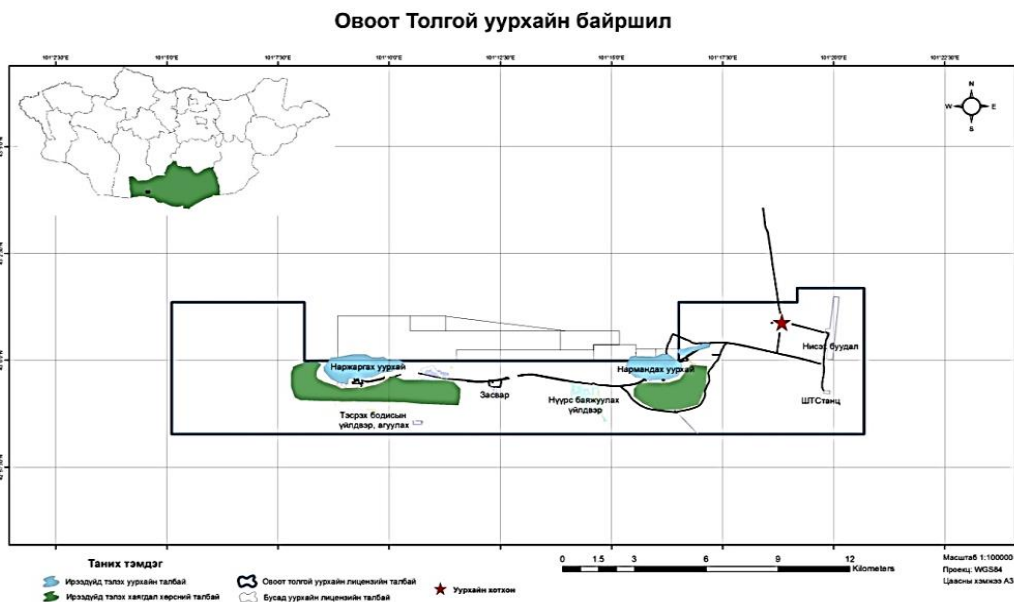 Овоот Толгой уурхайн байршил
N
W E
S
Нисэх буудал
Наржаргах уурхай
Нармандах уурхай
Засвар
Нүүрс баяжуулах
үйлдвэр
ШТСтанц
Тэсрэх бодисын
үйлдвэр, агуулах
Таних тэмдэг
Ирээдүйд тэлэх уурхайн талбай
Ирээдүйд тэлэх хаягдал хөрсний талбай
Овоот толгой уурхайн лицензийн талбай
Бусад уурхайн лицензийн талбай
Уурхайн хотхон
0 1.5 3 6 9 12
Kilometers
Масштаб 1:100000
Проекц: WGS84
Цаасны хэмжээ A3